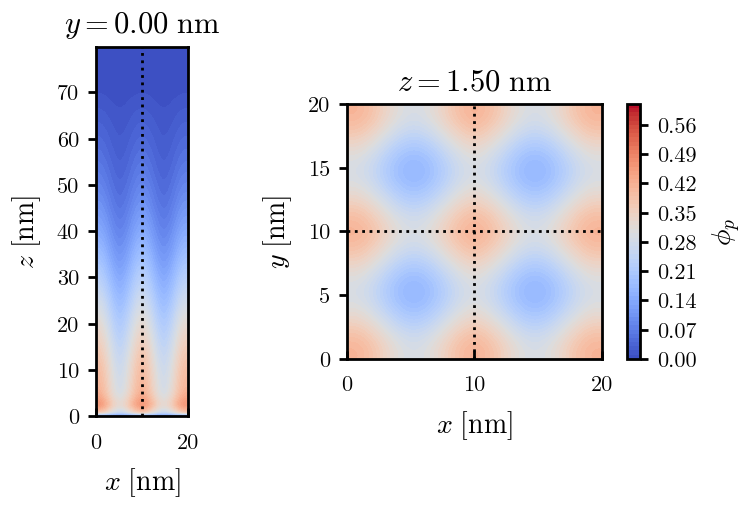 y = 0.00 nm
z [nm]
70
60
50
40
30
20
10
0
0 20
x [nm]
z = 1.50 nm
y [nm]
20
15
10
5
0
0 10 20
x [nm]
0.56
0.49
0.42
0.35
0.28
0.21
0.14
0.07
0.00
ϕp